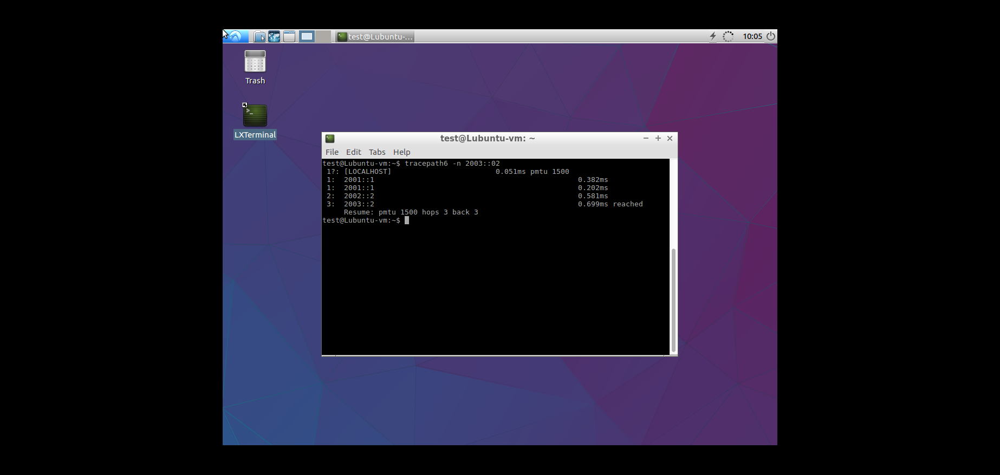 test@Lubuntu-...
10:05
Trash
LXTerminal
test@Lubuntu-vm: ~
File Edit Tabs Help
test@Lubuntu-vm:~$ tracepath6 -n 2003::02
1?: [LOCALHOST] 0.051ms pmtu 1500
1: 2001::1 0.382ms
1: 2001::1 0.202ms
2: 2002::2 0.581ms
3: 2003::2 0.699ms reached
Resume: pmtu 1500 hops 3 back 3
test@Lubuntu-vm:~$